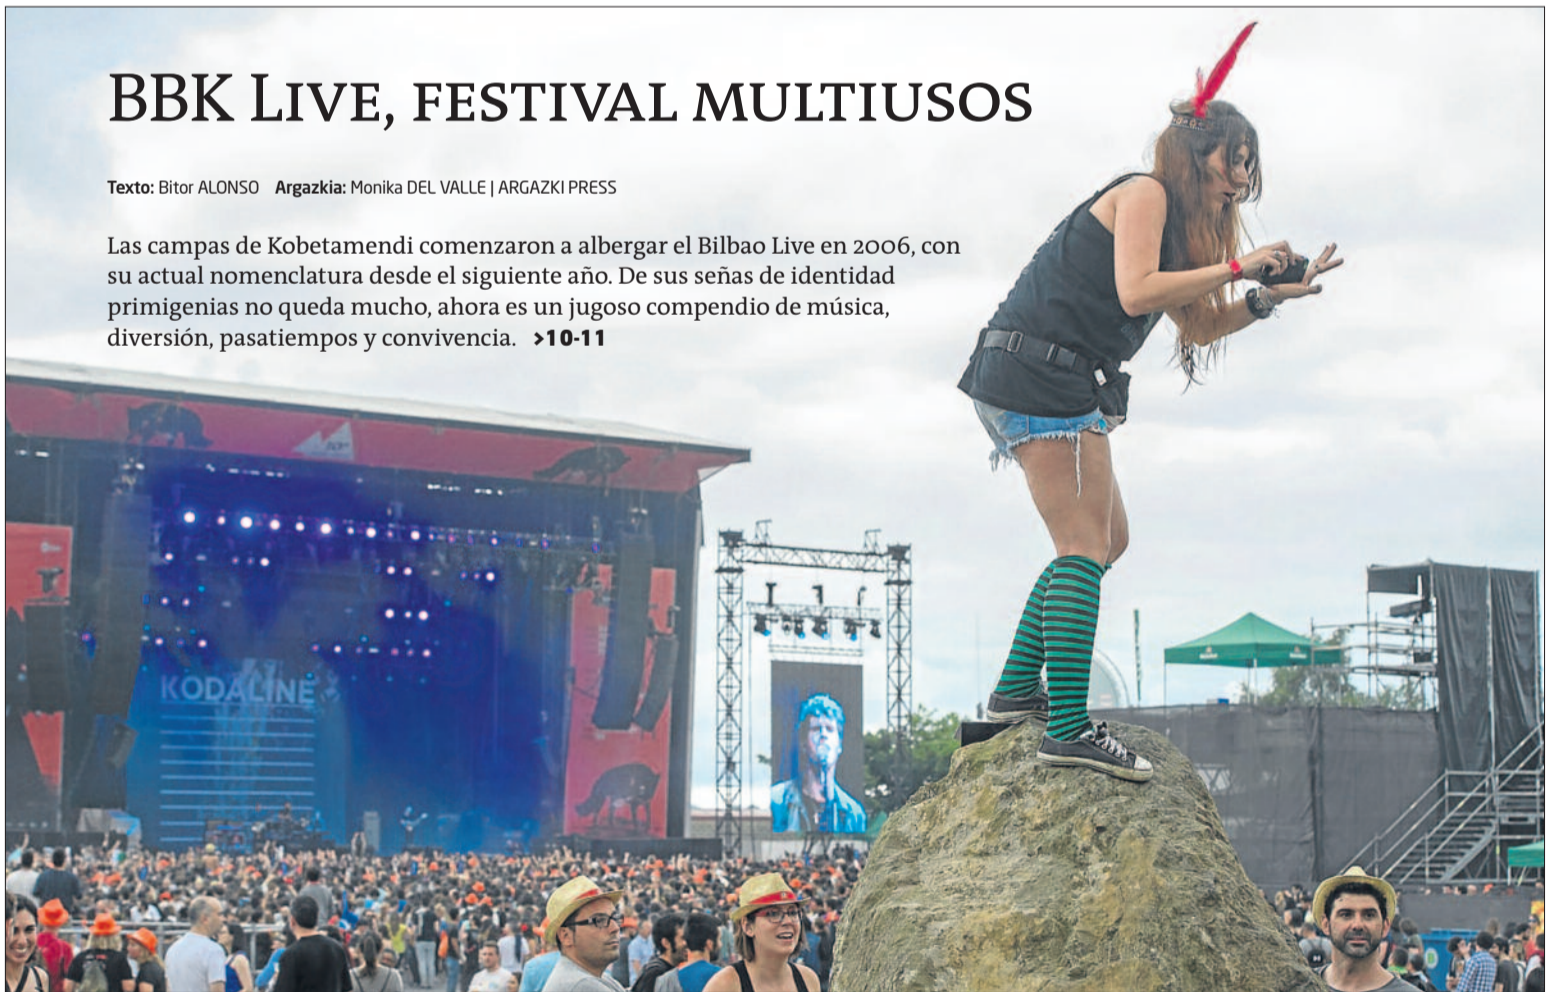 BBK LIVE, FESTIVAL MULTIUSOS
Texto: Bitor ALONSO Argazkia: Monika DEL VALLE | ARGAZKI PRESS
Las campas de Kobetamendi comenzaron a albergar el Bilbao Live en 2006, con
su actual nomenclatura desde el siguiente año. De sus señas de identidad
primigenias no queda mucho, ahora es un jugoso compendio de música,
diversión, pasatiempos y convivencia. >10-11
KODALINE